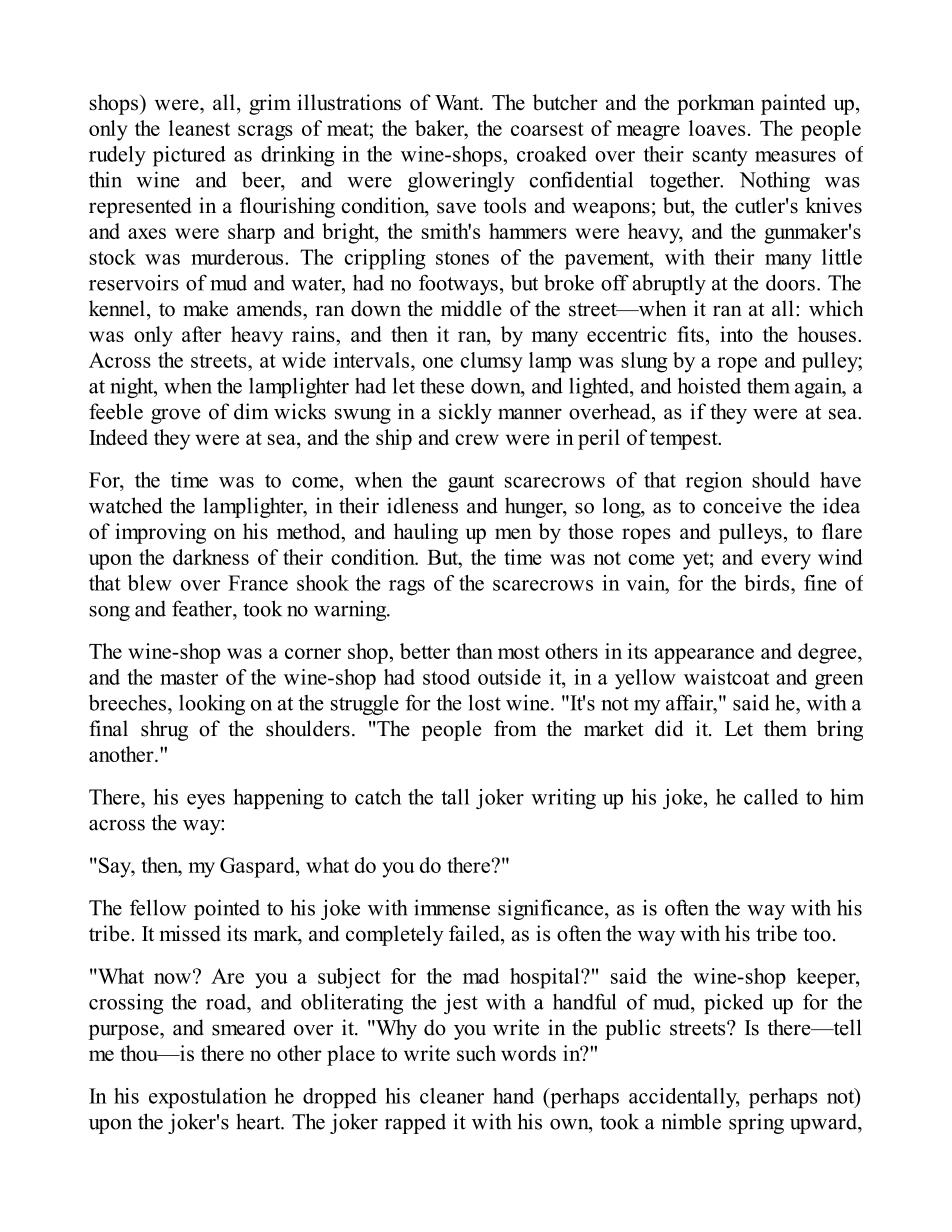 shops) were, all, grim illustrations of Want. The butcher and the porkman painted up,
only the leanest scrags of meat; the baker, the coarsest of meagre loaves. The people
rudely pictured as drinking in the wine-shops, croaked over their scanty measures of
thin wine and beer, and were gloweringly confidential together. Nothing was
represented in a flourishing condition, save tools and weapons; but, the cutler's knives
and axes were sharp and bright, the smith's hammers were heavy, and the gunmaker's
stock was murderous. The crippling stones of the pavement, with their many little
reservoirs of mud and water, had no footways, but broke off abruptly at the doors. The
kennel, to make amends, ran down the middle of the street—when it ran at all: which
was only after heavy rains, and then it ran, by many eccentric fits, into the houses.
Across the streets, at wide intervals, one clumsy lamp was slung by a rope and pulley;
at night, when the lamplighter had let these down, and lighted, and hoisted them again, a
feeble grove of dim wicks swung in a sickly manner overhead, as if they were at sea.
Indeed they were at sea, and the ship and crew were in peril of tempest.
For, the time was to come, when the gaunt scarecrows of that region should have
watched the lamplighter, in their idleness and hunger, so long, as to conceive the idea
of improving on his method, and hauling up men by those ropes and pulleys, to flare
upon the darkness of their condition. But, the time was not come yet; and every wind
that blew over France shook the rags of the scarecrows in vain, for the birds, fine of
song and feather, took no warning.
The wine-shop was a corner shop, better than most others in its appearance and degree,
and the master of the wine-shop had stood outside it, in a yellow waistcoat and green
breeches, looking on at the struggle for the lost wine. "It's not my affair," said he, with a
final shrug of the shoulders. "The people from the market did it. Let them bring
another."
There, his eyes happening to catch the tall joker writing up his joke, he called to him
across the way:
"Say, then, my Gaspard, what do you do there?"
The fellow pointed to his joke with immense significance, as is often the way with his
tribe. It missed its mark, and completely failed, as is often the way with his tribe too.
"What now? Are you a subject for the mad hospital?" said the wine-shop keeper,
crossing the road, and obliterating the jest with a handful of mud, picked up for the
purpose, and smeared over it. "Why do you write in the public streets? Is there—tell
me thou—is there no other place to write such words in?"
In his expostulation he dropped his cleaner hand (perhaps accidentally, perhaps not)
upon the joker's heart. The joker rapped it with his own, took a nimble spring upward,